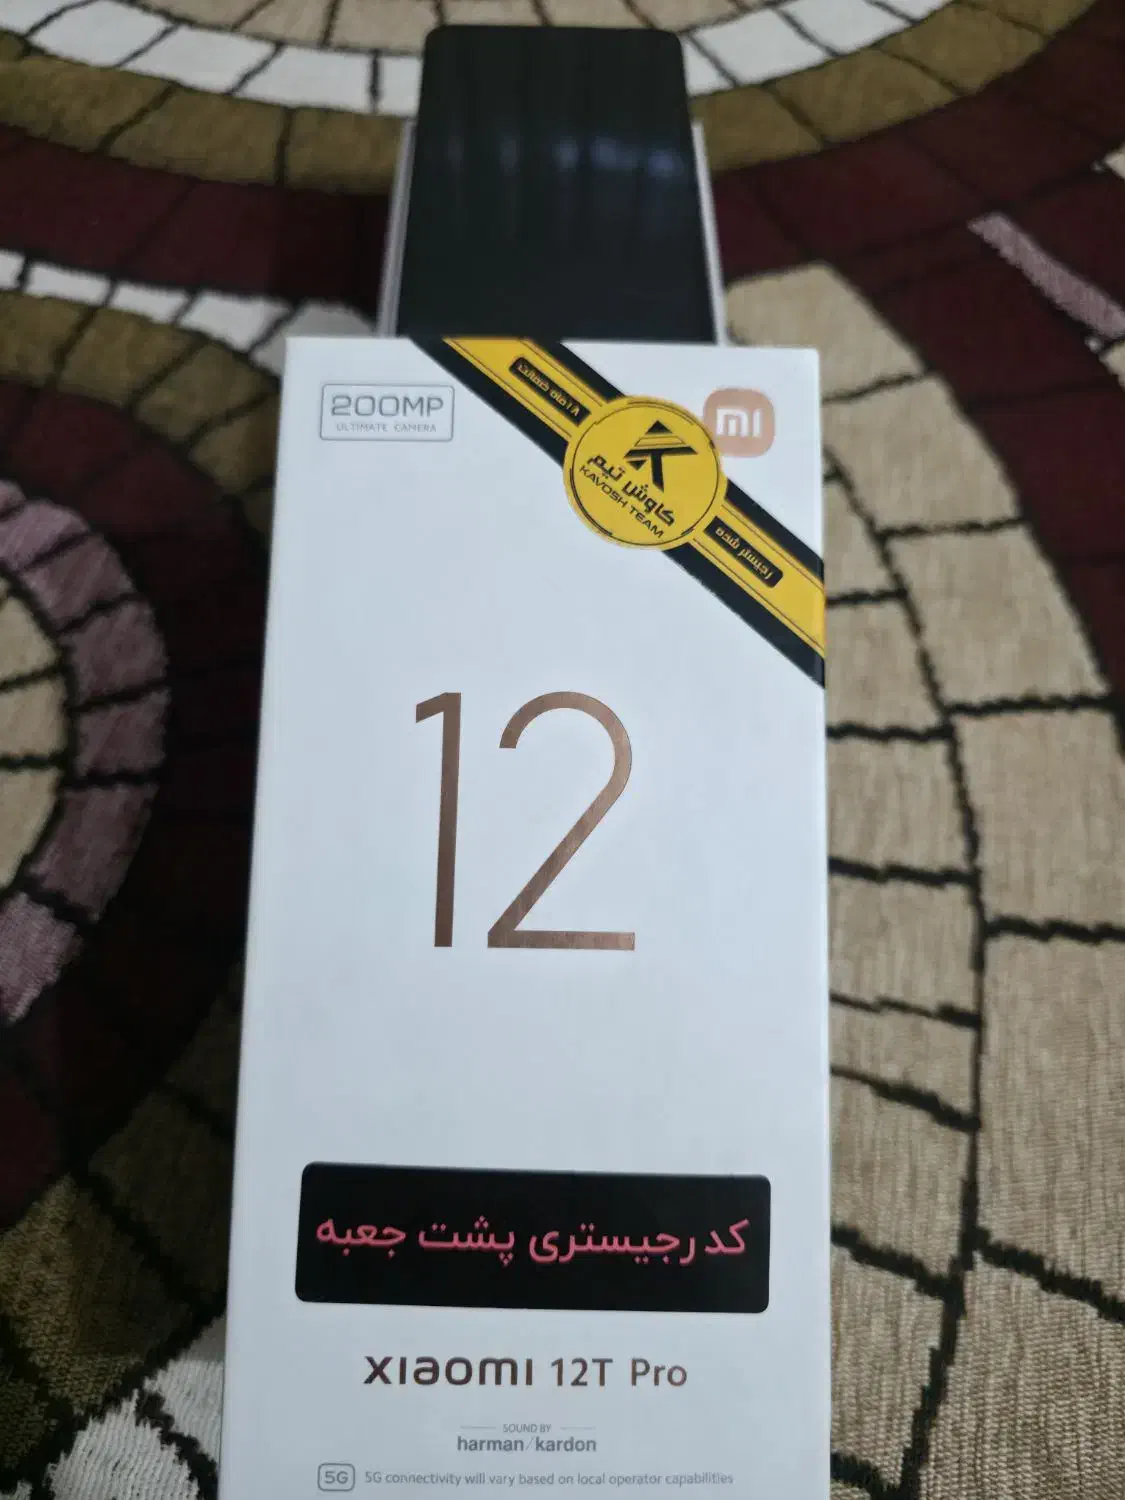 200MP
ULTIMATE CAMERA
mi
۱۸ ماه ضمانت
کاوش تیم
KAVOSH TEAM
رجیستر شده
12
کد رجیستری پشت جعبه
XIAOMI 12T Pro
SOUND BY
harman/kardon
5G
5G connectivity will vary based on local operator capabilities